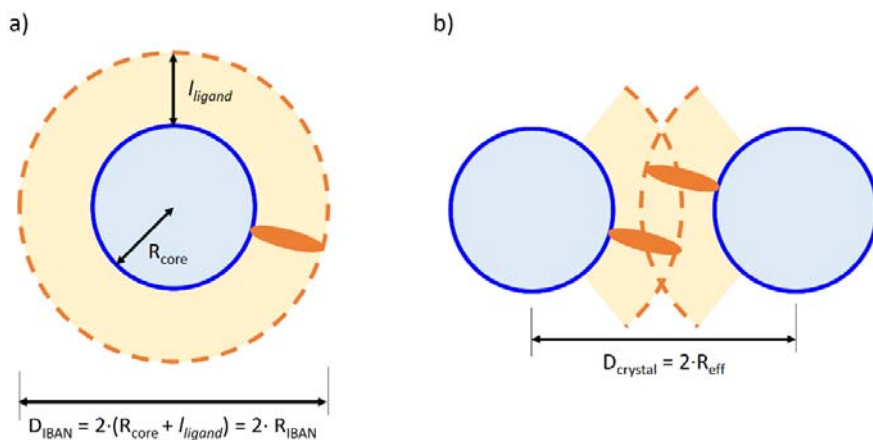 a)
b)
l_ligand
R_core
D_crystal = 2·R_eff
D_IBAN = 2·(R_core + l_ligand) = 2· R_IBAN